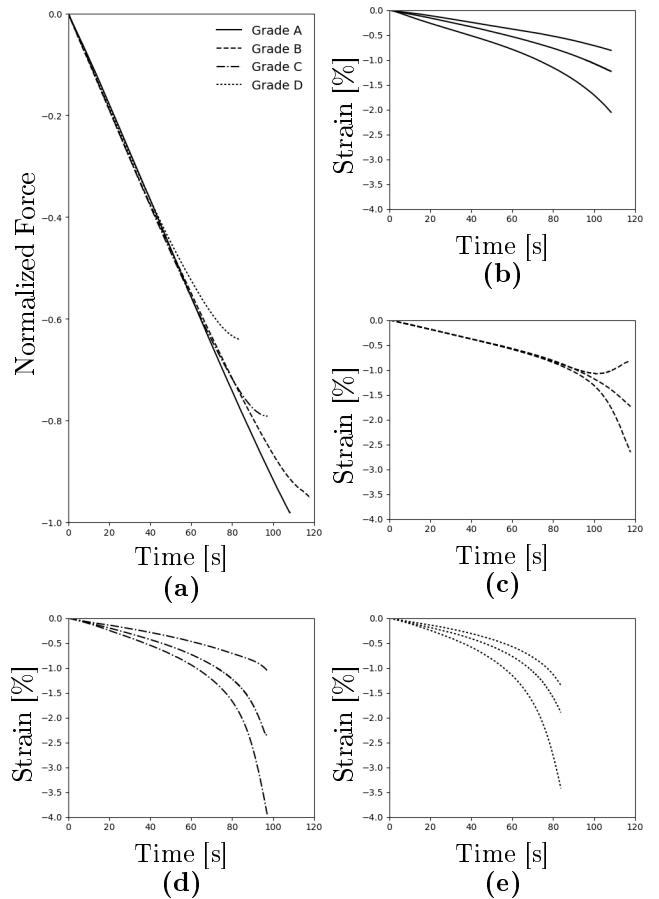 Grade A
Grade B
Grade C
Grade D
0.0
−0.2
−0.4
−0.6
−0.8
−1.0
Normalized Force
0 20 40 60 80 100 120
Time [s]
(a)
0.0
−0.5
−1.0
−1.5
−2.0
−2.5
−3.0
−3.5
−4.0
Strain [%]
0 20 40 60 80 100 120
Time [s]
(b)
0.0
−0.5
−1.0
−1.5
−2.0
−2.5
−3.0
−3.5
−4.0
Strain [%]
0 20 40 60 80 100 120
Time [s]
(c)
0.0
−0.5
−1.0
−1.5
−2.0
−2.5
−3.0
−3.5
−4.0
Strain [%]
0 20 40 60 80 100 120
Time [s]
(d)
0.0
−0.5
−1.0
−1.5
−2.0
−2.5
−3.0
−3.5
−4.0
Strain [%]
0 20 40 60 80 100 120
Time [s]
(e)